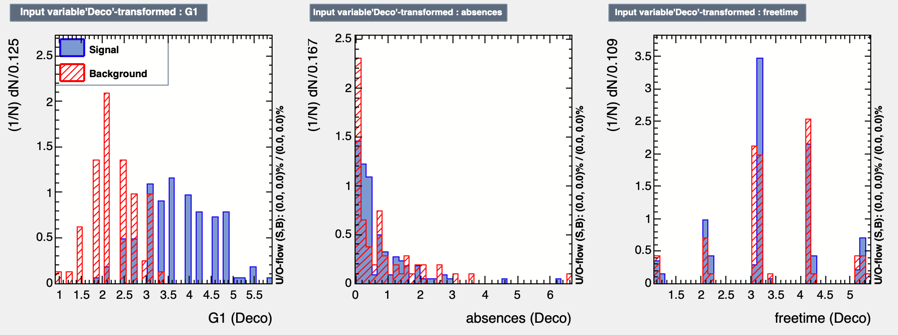 Input variable'Deco'-transformed : G1
(1/N) dN/0.125
2.5
2
1.5
1
0.5
0
Signal
Background
1 1.5 2 2.5 3 3.5 4 4.5 5 5.5
G1 (Deco)
U/O-flow (S,B): (0.0, 0.0)% / (0.0, 0.0)%
Input variable'Deco'-transformed : absences
(1/N) dN/0.167
2.5
2
1.5
1
0.5
0
0 1 2 3 4 5 6
absences (Deco)
U/O-flow (S,B): (0.0, 0.0)% / (0.0, 0.0)%
Input variable'Deco'-transformed : freetime
(1/N) dN/0.109
3.5
3
2.5
2
1.5
1
0.5
0
1.5 2 2.5 3 3.5 4 4.5 5
freetime (Deco)
U/O-flow (S,B): (0.0, 0.0)% / (0.0, 0.0)%